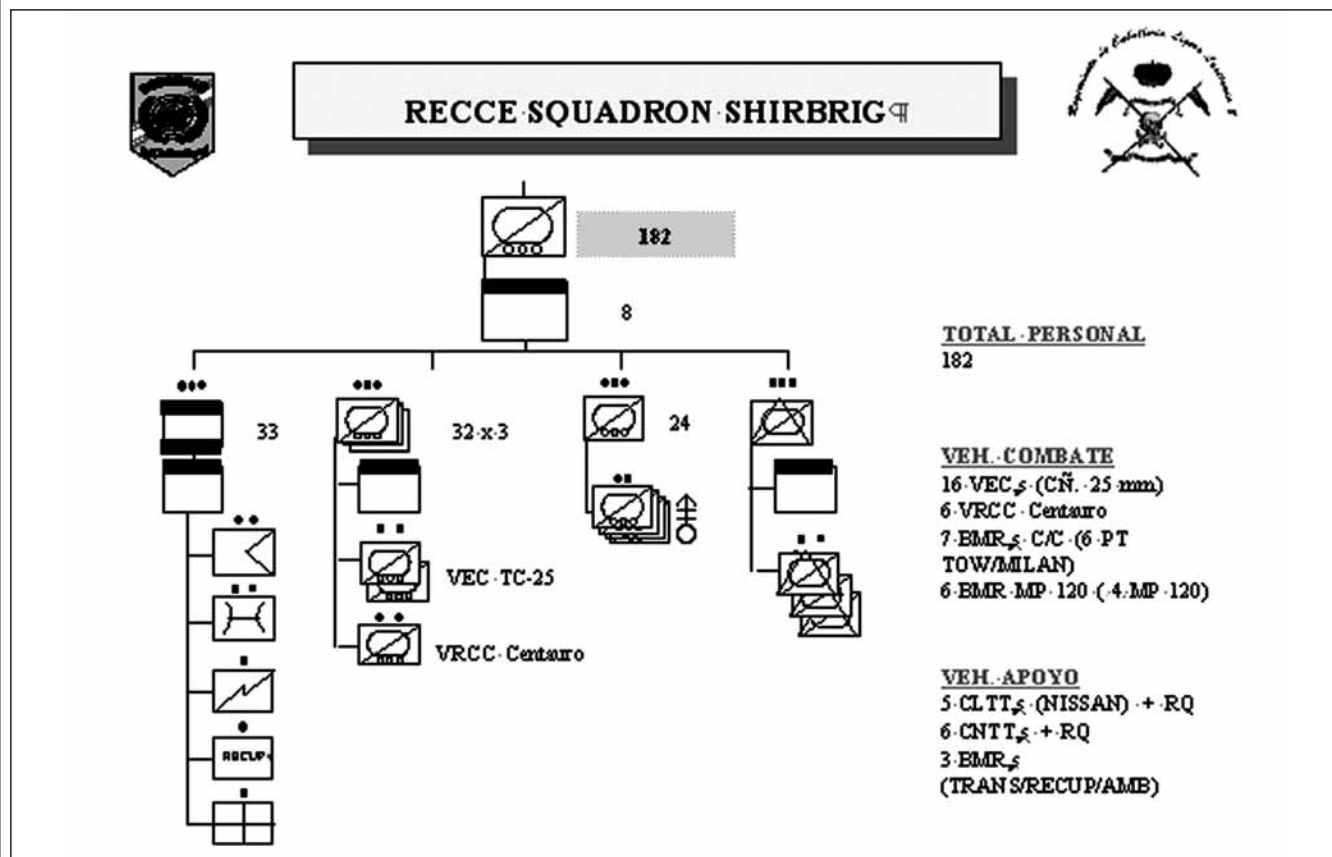 RECCE·SQUADRON·SHIRBRIG¶
182
8
33
32·x·3
24
VEC·TC-25
VRCC·Centauro
TOTAL·PERSONAL
182
VEH.·COMBATE
16·VEC,s·(CÑ.·25·mm)
6·VRCC·Centauro
7·BMR,s·C/C·(6·PT
TOW/MILAN)
6·BMR·MP·120·(·4·MP·120)
VEH.·APOYO
5·CLTT,s·(NISSAN)·+·RQ
6·CNTT,s·+·RQ
3·BMR,s
(TRANS/RECUP/AMB)